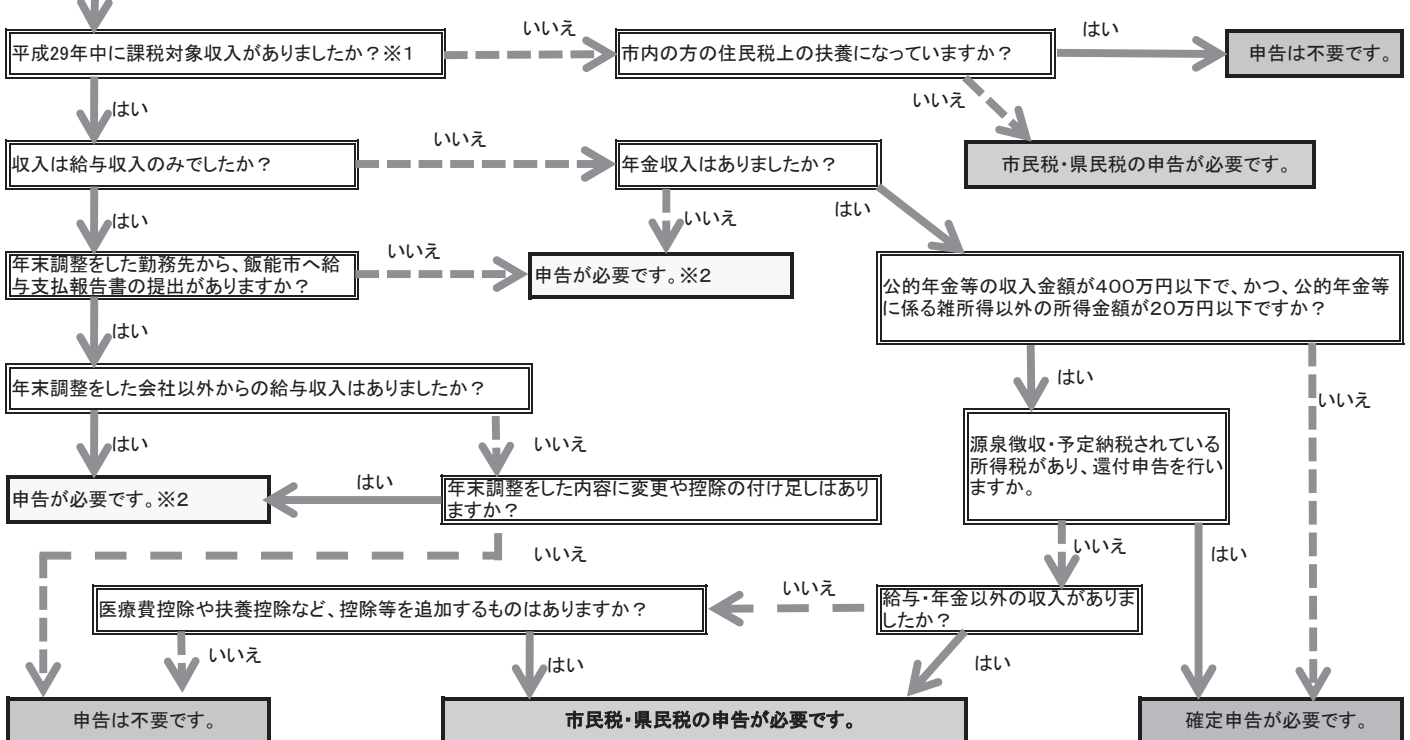 いいえ
はい
平成29年中に課税対象収入がありましたか？※1
市内の方の住民税上の扶養になっていますか？
申告は不要です。
はい
いいえ
いいえ
収入は給与収入のみでしたか？
年金収入はありましたか？
市民税・県民税の申告が必要です。
はい
いいえ
はい
いいえ
年末調整をした勤務先から、飯能市へ給
与支払報告書の提出がありますか？
申告が必要です。※2
公的年金等の収入金額が400万円以下で、かつ、公的年金等
に係る雑所得以外の所得金額が20万円以下ですか？
はい
年末調整をした会社以外からの給与収入はありましたか？
はい
いいえ
はい
いいえ
源泉徴収・予定納税されている
所得税があり、還付申告を行い
ますか。
申告が必要です。※2
はい
年末調整をした内容に変更や控除の付け足しはあり
ますか？
いいえ
いいえ
はい
医療費控除や扶養控除など、控除等を追加するものはありますか？
いいえ
給与・年金以外の収入がありま
したか？
いいえ
はい
はい
申告は不要です。
市民税・県民税の申告が必要です。
確定申告が必要です。